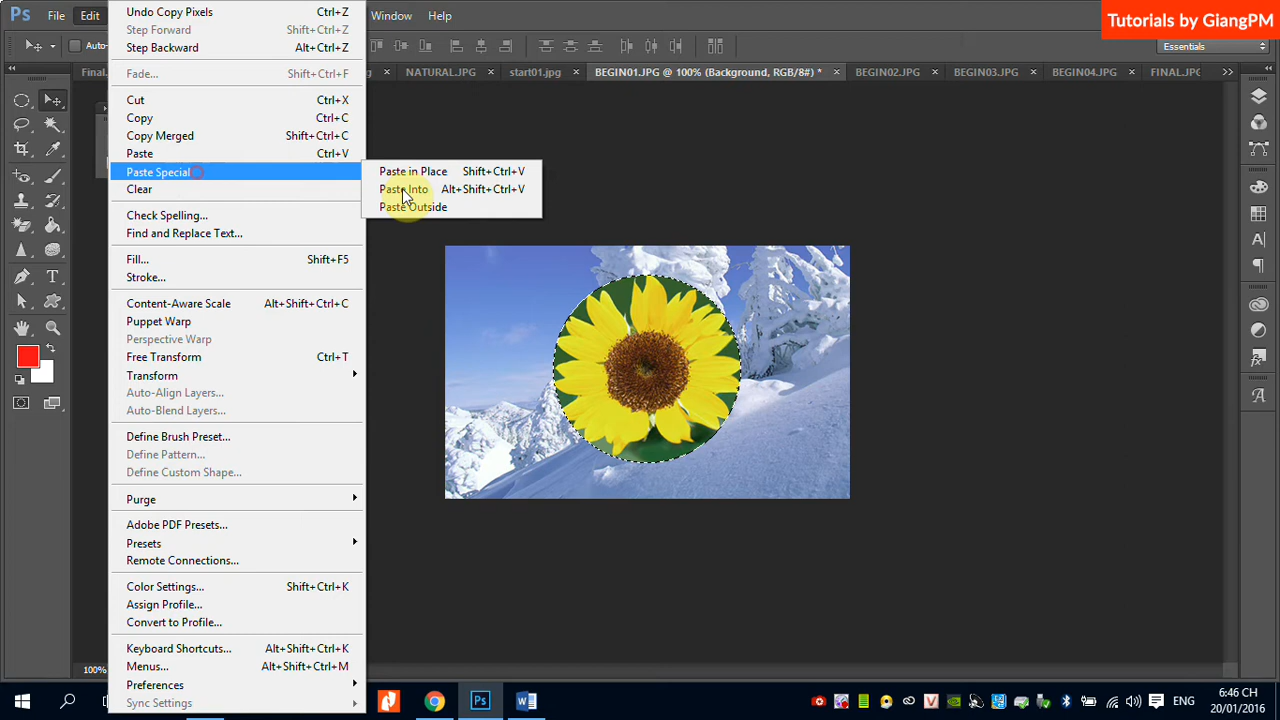 Ps File Edit Window Help
Tutorials by GiangPM
Auto-
Essentials
Final. NATURAL.JPG start01.jpg BEGIN01.JPG @ 100% (Background, RGB/8#) * BEGIN02.JPG BEGIN03.JPG BEGIN04.JPG FINAL.JPG
Undo Copy Pixels Ctrl+Z
Step Forward Shift+Ctrl+Z
Step Backward Alt+Ctrl+Z
Fade... Shift+Ctrl+F
Cut Ctrl+X
Copy Ctrl+C
Copy Merged Shift+Ctrl+C
Paste Ctrl+V
Paste Special
Paste in Place Shift+Ctrl+V
Paste Into Alt+Shift+Ctrl+V
Paste Outside
Clear
Check Spelling...
Find and Replace Text...
Fill... Shift+F5
Stroke...
Content-Aware Scale Alt+Shift+Ctrl+C
Puppet Warp
Perspective Warp
Free Transform Ctrl+T
Transform
Auto-Align Layers...
Auto-Blend Layers...
Define Brush Preset...
Define Pattern...
Define Custom Shape...
Purge
Adobe PDF Presets...
Presets
Remote Connections...
Color Settings... Shift+Ctrl+K
Assign Profile...
Convert to Profile...
Keyboard Shortcuts... Alt+Shift+Ctrl+K
Menus... Alt+Shift+Ctrl+M
Preferences
Sync Settings
100%
ENG
6:46 CH
20/01/2016